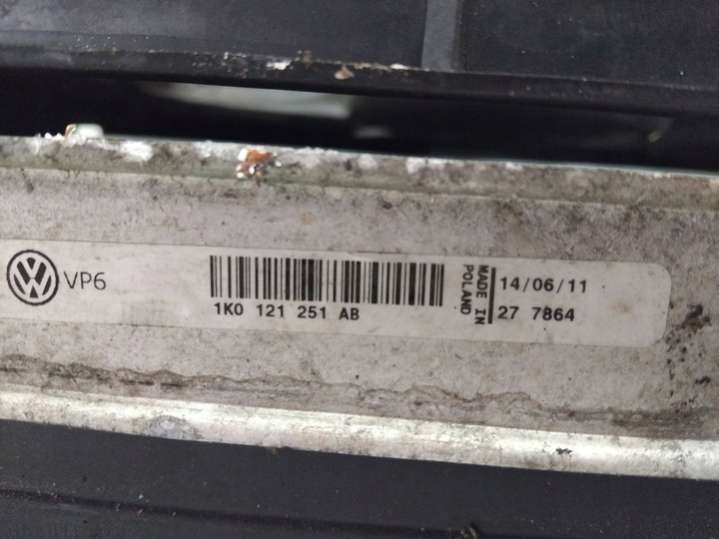 VP6
1K0 121 251 AB
MADE IN
POLAND
14/06/11
27 7864